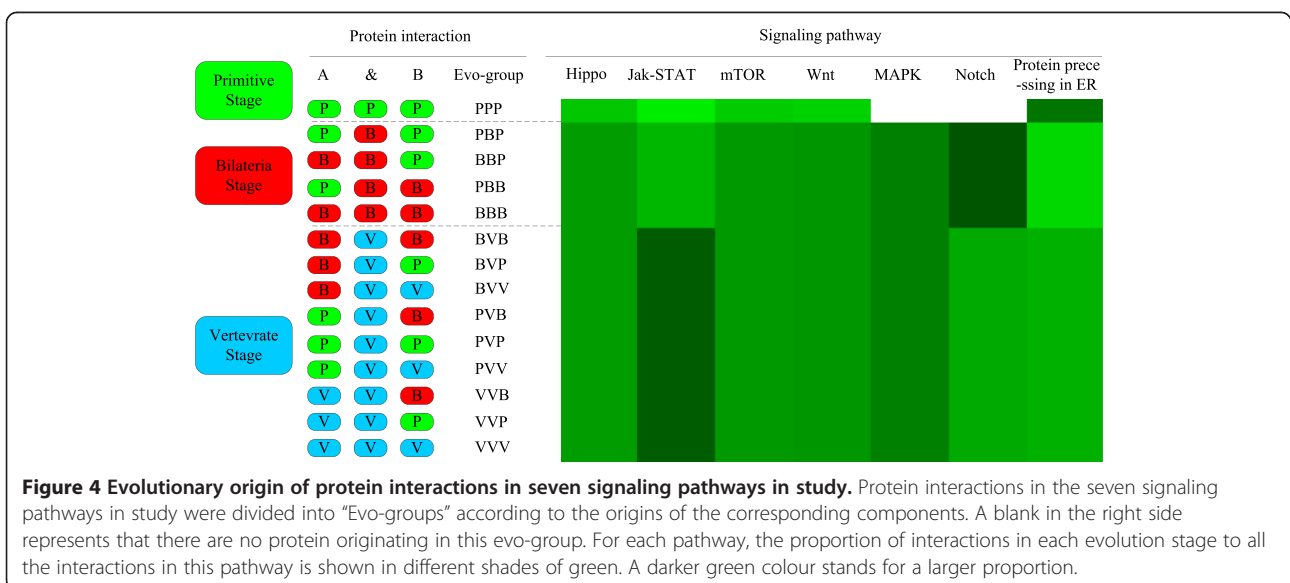 Protein interaction Signaling pathway
Primitive Stage
A & B Evo-group Hippo Jak-STAT mTOR Wnt MAPK Notch Protein prece -ssing in ER
P P P PPP
P B P PBP
Bilateria Stage
B B P BBP
P B B PBB
B B B BBB
B V B BVB
B V P BVP
B V V BVV
Vertevrate Stage
P V B PVB
P V P PVP
P V V PVV
V V B VVB
V V P VVP
V V V VVV
Figure 4 Evolutionary origin of protein interactions in seven signaling pathways in study. Protein interactions in the seven signaling
pathways in study were divided into “Evo-groups” according to the origins of the corresponding components. A blank in the right side
represents that there are no protein originating in this evo-group. For each pathway, the proportion of interactions in each evolution stage to all
the interactions in this pathway is shown in different shades of green. A darker green colour stands for a larger proportion.